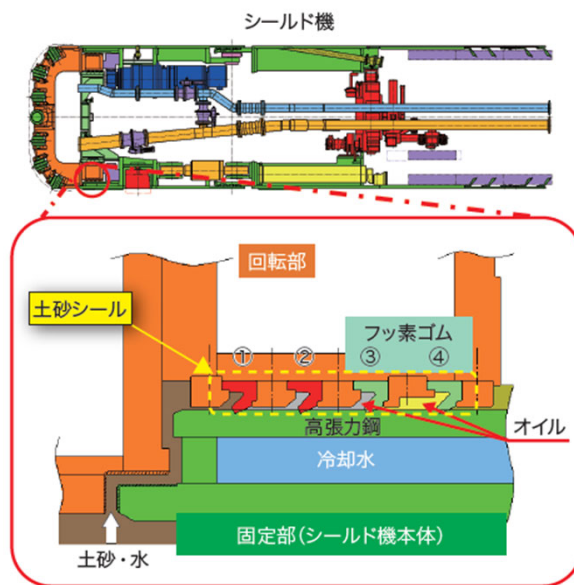 シールド機
回転部
土砂シール
フッ素ゴム
① ② ③ ④
高張力鋼
オイル
冷却水
固定部(シールド機本体)
土砂・水